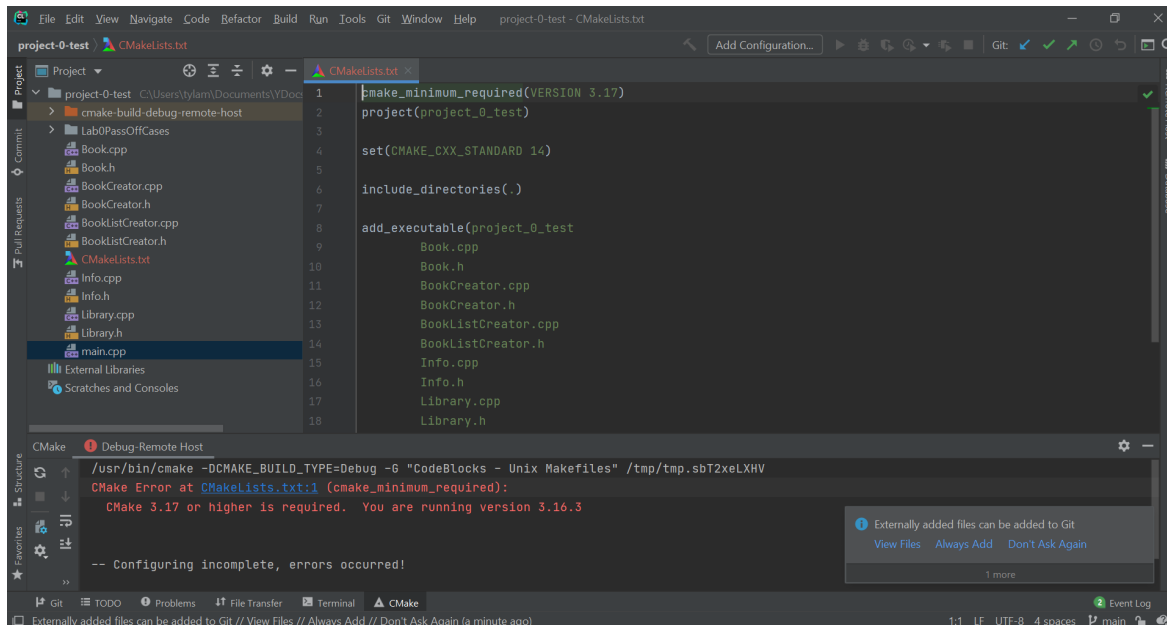 File Edit View Navigate Code Refactor Build Run Tools Git Window Help project-0-test - CMakeLists.txt
project-0-test CMakeLists.txt Add Configuration... Git:
Project
CMakeLists.txt
project-0-test C:\Users\tylam\Documents\YDoc
cmake-build-debug-remote-host
Lab0PassOffCases
Book.cpp
Book.h
BookCreator.cpp
BookCreator.h
BookListCreator.cpp
BookListCreator.h
CMakeLists.txt
Info.cpp
Info.h
Library.cpp
Library.h
main.cpp
External Libraries
Scratches and Consoles
Project
Commit
Pull Requests
Structure
Favorites
1 cmake_minimum_required(VERSION 3.17)
2 project(project_0_test)
3
4 set(CMAKE_CXX_STANDARD 14)
5
6 include_directories(.)
7
8 add_executable(project_0_test
9 Book.cpp
10 Book.h
11 BookCreator.cpp
12 BookCreator.h
13 BookListCreator.cpp
14 BookListCreator.h
15 Info.cpp
16 Info.h
17 Library.cpp
18 Library.h
CMake Debug-Remote Host
/usr/bin/cmake -DCMAKE_BUILD_TYPE=Debug -G "CodeBlocks - Unix Makefiles" /tmp/tmp.sbT2xeLXHV
CMake Error at CMakeLists.txt:1 (cmake_minimum_required):
CMake 3.17 or higher is required. You are running version 3.16.3
-- Configuring incomplete, errors occurred!
Externally added files can be added to Git
View Files Always Add Don't Ask Again
1 more
Git TODO Problems File Transfer Terminal CMake 2 Event Log
Externally added files can be added to Git // View Files // Always Add // Don't Ask Again (a minute ago) 1:1 LF UTF-8 4 spaces main